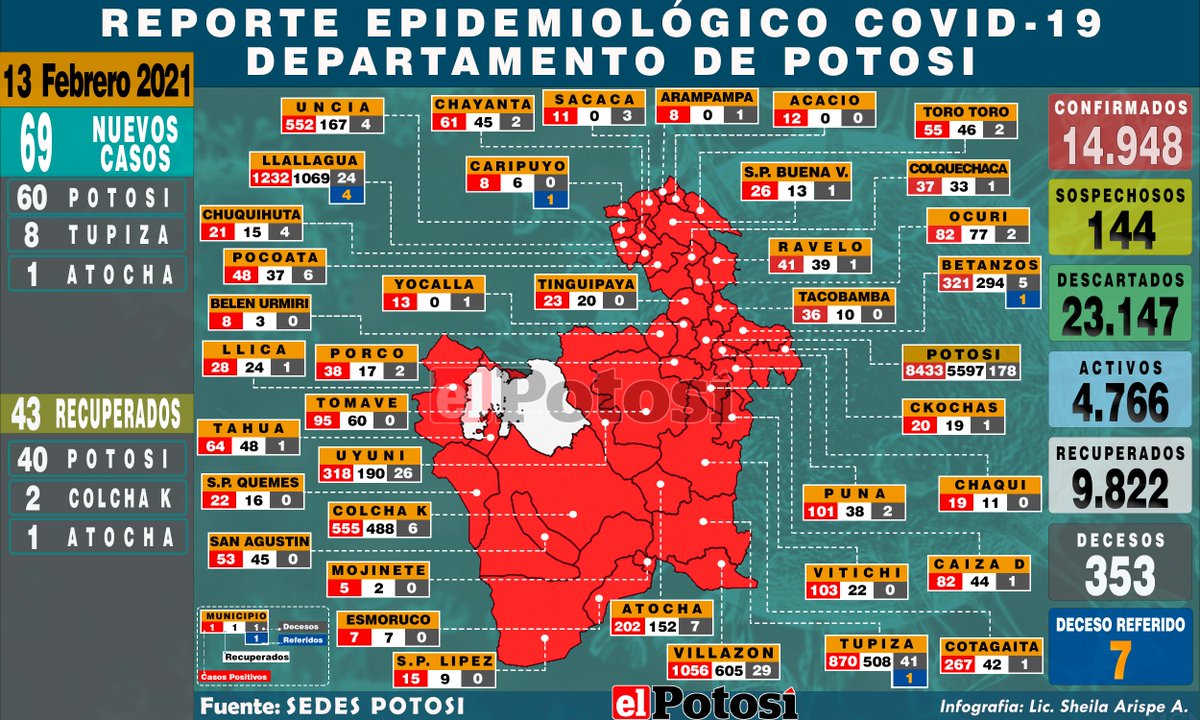 REPORTE EPIDEMIOLÓGICO COVID-19
DEPARTAMENTO DE POTOSI
13 Febrero 2021
69 NUEVOS CASOS
60 POTOSI
8 TUPIZA
1 ATOCHA
43 RECUPERADOS
40 POTOSI
2 COLCHA K
1 ATOCHA
UNCIA
552 167 4
CHAYANTA
61 45 2
SACACA
11 0 3
ARAMPAMPA
8 0 1
ACACIO
12 0 0
TORO TORO
55 46 2
LLALLAGUA
1232 1069 24
4
CARIPUYO
8 6 0
1
S.P. BUENA V.
26 13 1
COLQUECHACA
37 33 1
CHUQUIHUTA
21 15 4
OCURI
82 77 2
POCOATA
48 37 6
YOCALLA
13 0 1
TINGUIPAYA
23 20 0
RAVELO
41 39 1
BETANZOS
321 294 5
1
BELEN URMIRI
8 3 0
TACOBAMBA
36 10 0
LLICA
28 24 1
PORCO
38 17 2
POTOSI
8433 5597 178
TOMAVE
95 60 0
CKOCHAS
20 19 1
TAHUA
64 48 1
UYUNI
318 190 26
S.P. QUEMES
22 16 0
COLCHA K
555 488 6
PUNA
101 38 2
CHAQUI
19 11 0
SAN AGUSTIN
53 45 0
MOJINETE
5 2 0
VITICHI
103 22 0
CAIZA D
82 44 1
ESMORUCO
7 7 0
ATOCHA
202 152 7
S.P. LIPEZ
15 9 0
VILLAZON
1056 605 29
TUPIZA
870 508 41
1
COTAGAITA
267 42 1
MUNICIPIO
1 1 1
1
Decesos
Referidos
Recuperados
Casos Positivos
el Potosí
CONFIRMADOS
14.948
SOSPECHOSOS
144
DESCARTADOS
23.147
ACTIVOS
4.766
RECUPERADOS
9.822
DECESOS
353
DECESO REFERIDO
7
Fuente: SEDES POTOSI
el Potosí
Infografia: Lic. Sheila Arispe A.